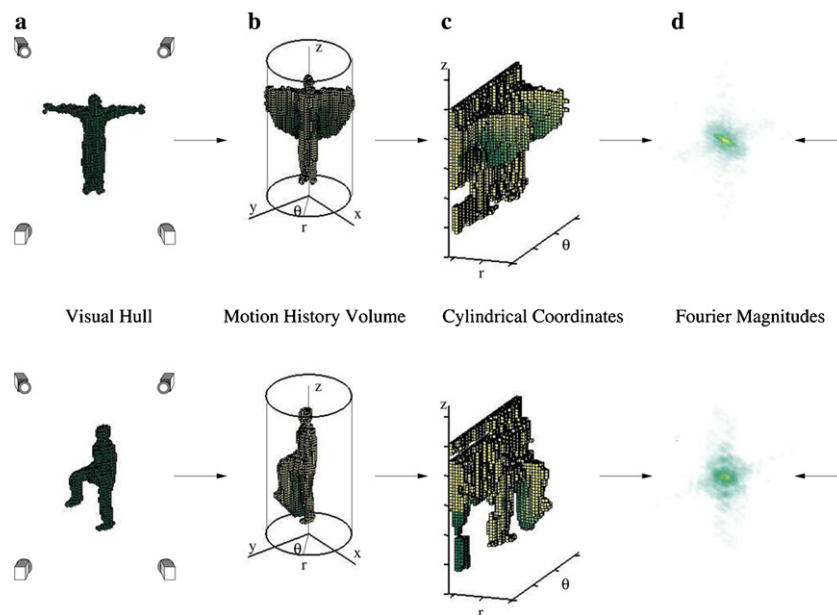 a b c d
z
y θ x
r
z
θ
r
Visual Hull Motion History Volume Cylindrical Coordinates Fourier Magnitudes
z
y θ x
r
z
θ
r